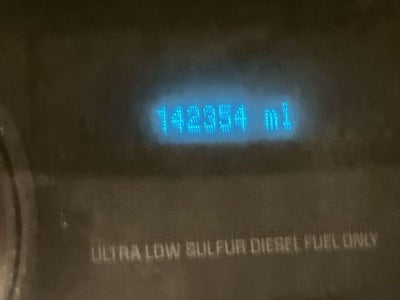 142354 mi
ULTRA LOW SULFUR DIESEL FUEL ONLY